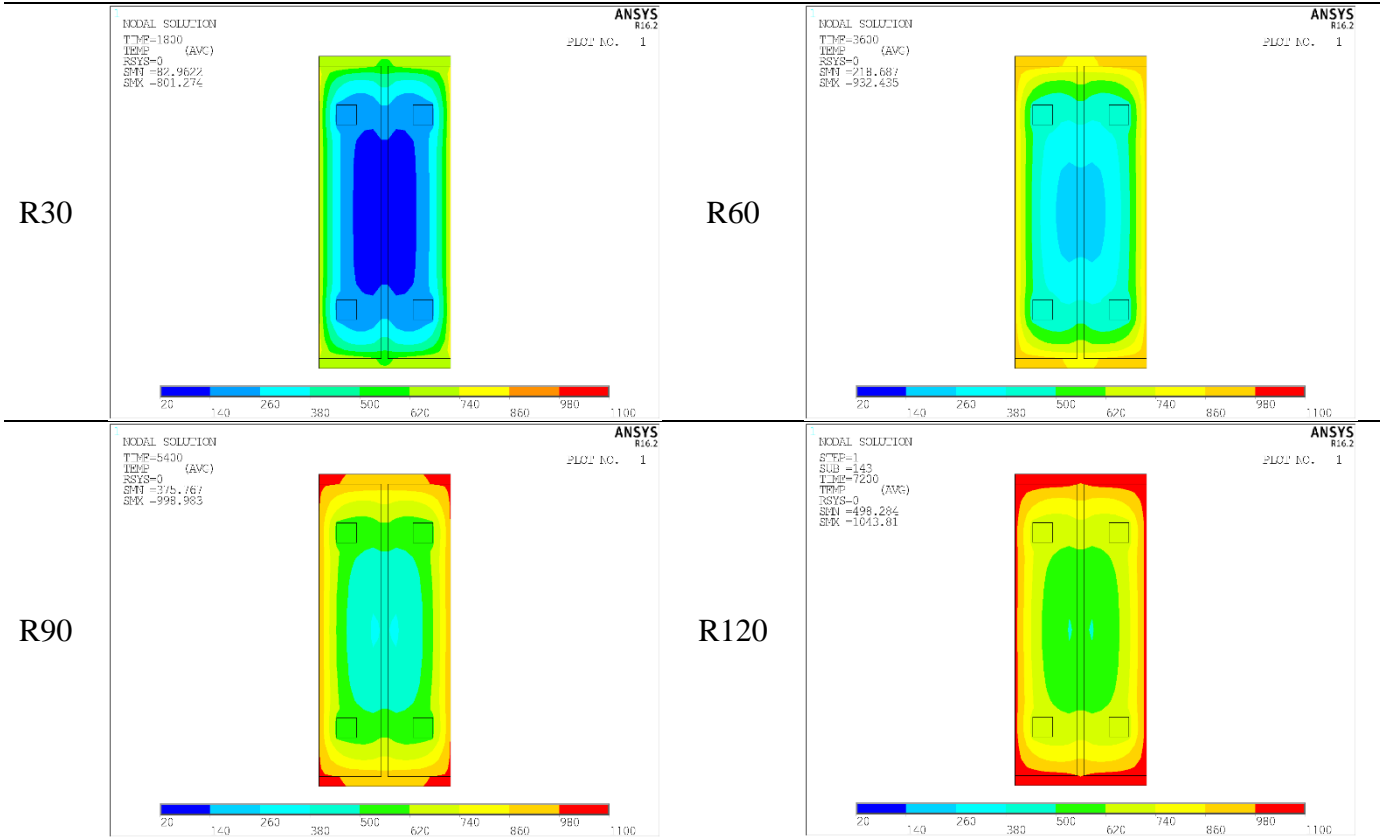 ANSYS
R16.2
NODAL SOLUTION
TIME=1800
TEMP (AVG)
RSYS=0
SMN =82.9622
SMX =801.274
PLOT NO. 1
R30
20 140 260 380 500 620 740 860 980 1100
ANSYS
R16.2
NODAL SOLUTION
TIME=3600
TEMP (AVG)
RSYS=0
SMN =218.687
SMX =932.435
PLOT NO. 1
R60
20 140 260 380 500 620 740 860 980 1100
ANSYS
R16.2
NODAL SOLUTION
TIME=5400
TEMP (AVG)
RSYS=0
SMN =375.767
SMX =998.983
PLOT NO. 1
R90
20 140 260 380 500 620 740 860 980 1100
ANSYS
R16.2
NODAL SOLUTION
STEP=1
SUB =143
TIME=7200
TEMP (AVG)
RSYS=0
SMN =498.284
SMX =1043.81
PLOT NO. 1
R120
20 140 260 380 500 620 740 860 980 1100